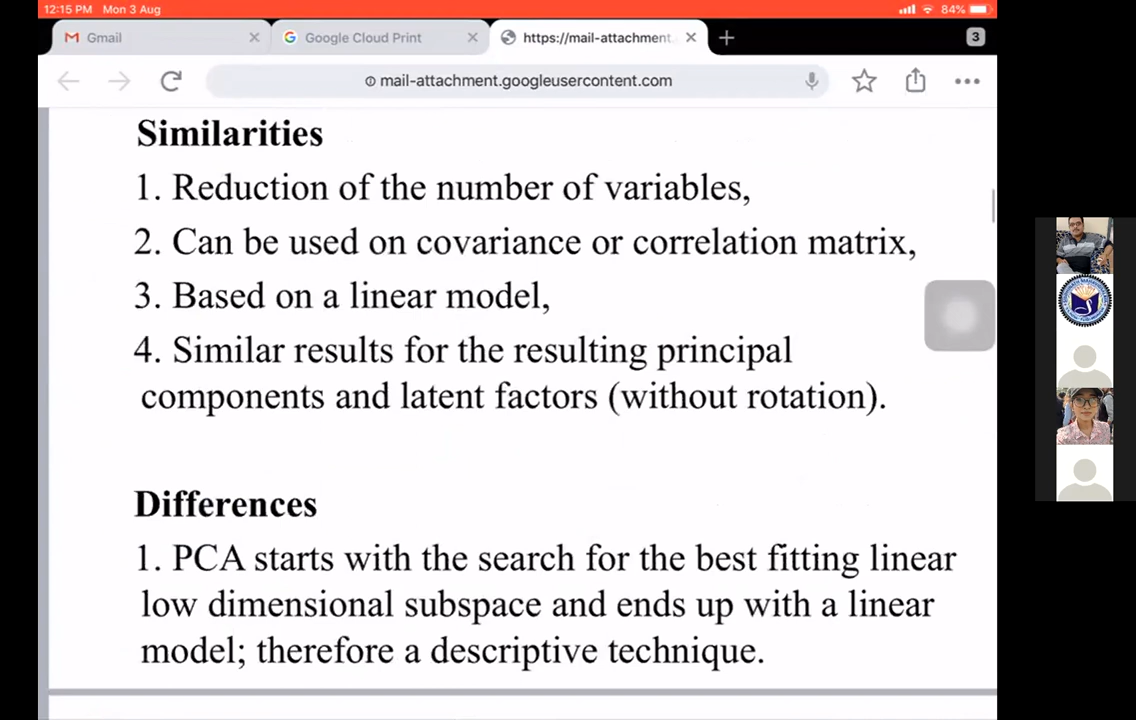 12:15 PM Mon 3 Aug
84%
Gmail
Google Cloud Print
https://mail-attachment.
3
mail-attachment.googleusercontent.com
Similarities
1. Reduction of the number of variables,
2. Can be used on covariance or correlation matrix,
3. Based on a linear model,
4. Similar results for the resulting principal
components and latent factors (without rotation).
Differences
1. PCA starts with the search for the best fitting linear
low dimensional subspace and ends up with a linear
model; therefore a descriptive technique.